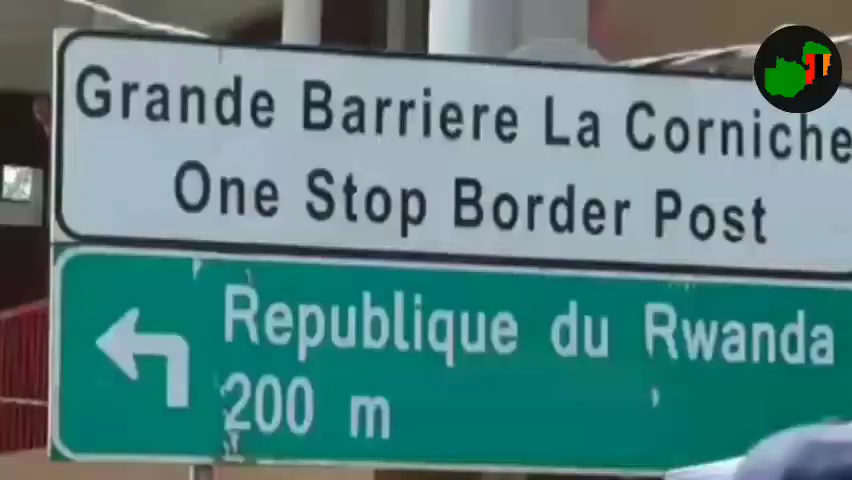 Grande Barriere La Corniche
One Stop Border Post
Republique du Rwanda
200 m